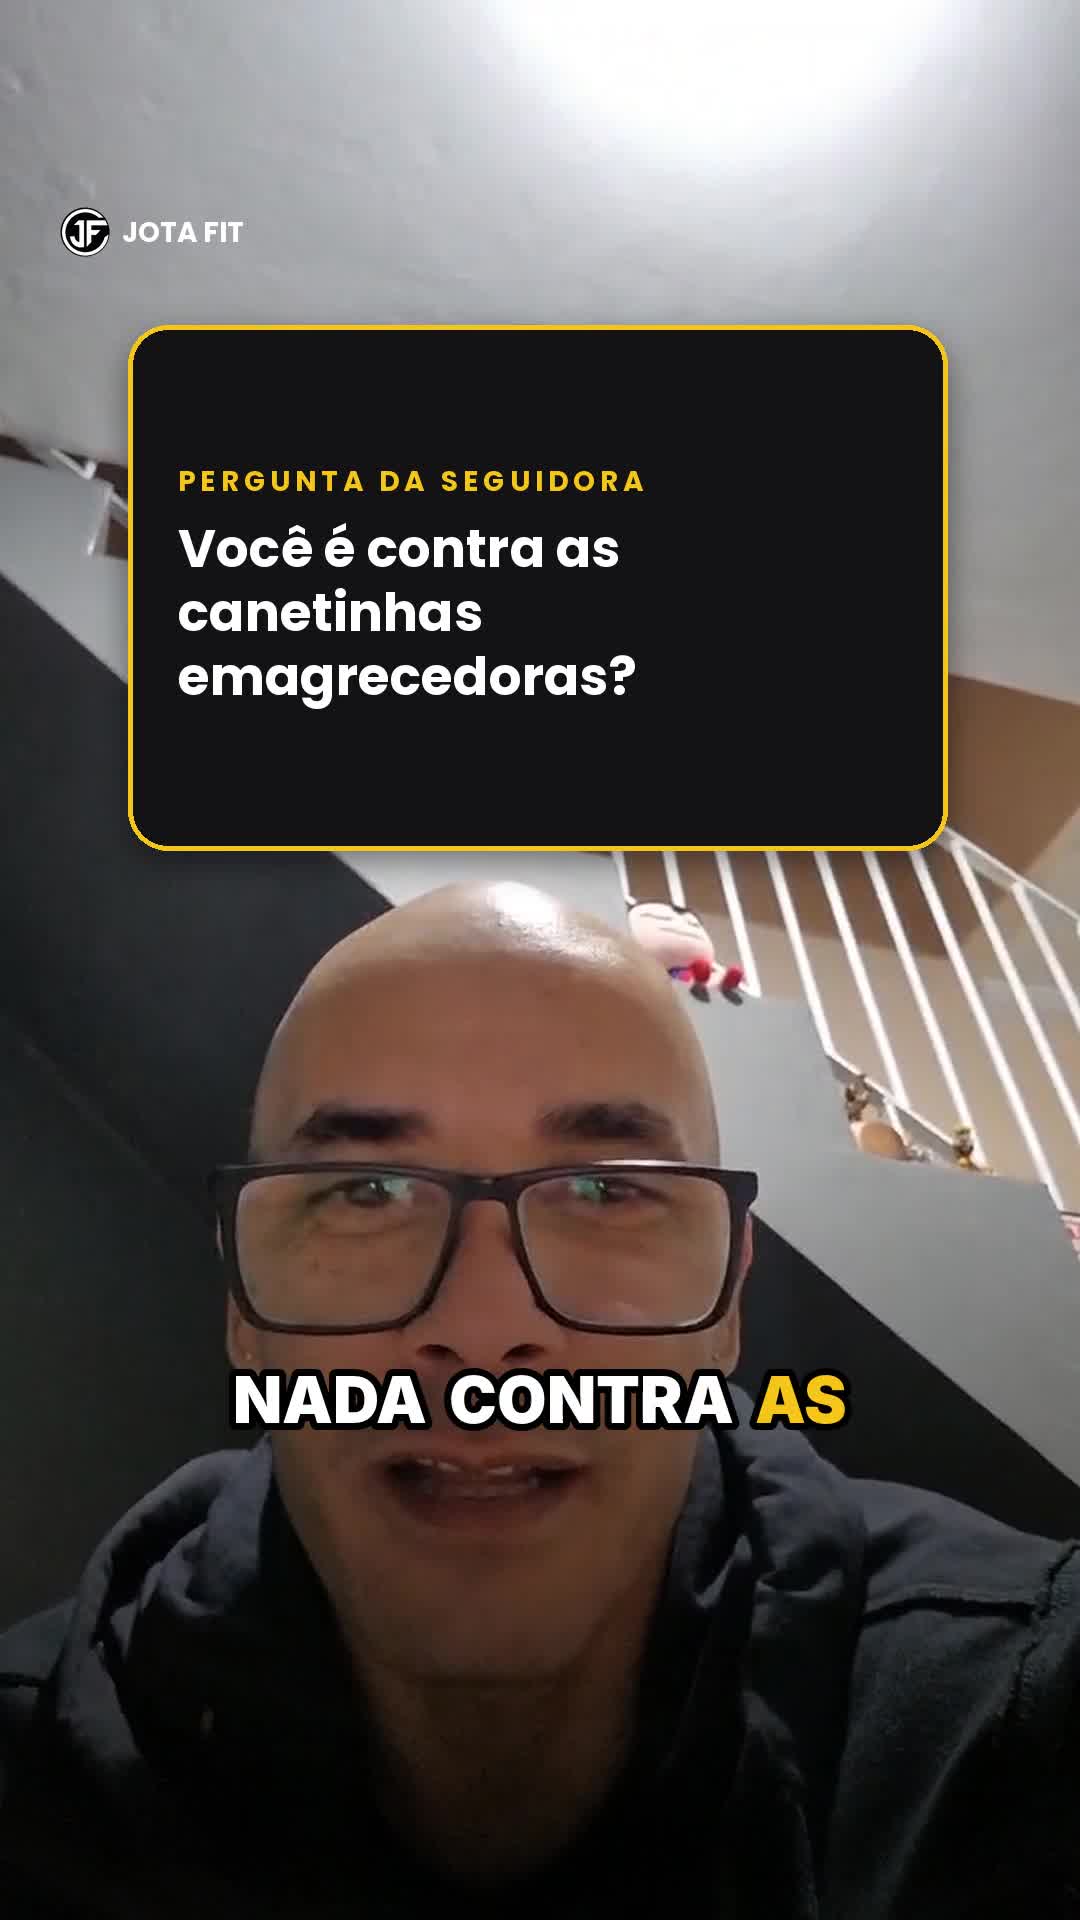 JF JOTA FIT
PERGUNTA DA SEGUIDORA
Você é contra as
canetinhas
emagrecedoras?
NADA CONTRA AS